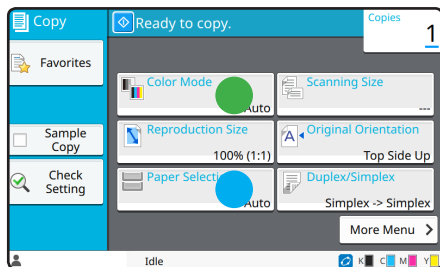 Copy
Ready to copy.
Copies
1
Favorites
Color Mode
Auto
Scanning Size
---
Sample
Copy
Reproduction Size
100% (1:1)
Original Orientation
A
Top Side Up
Check
Setting
Paper
Auto
Duplex/Simplex
Simplex -> Simplex
More Menu
Idle
K C M Y